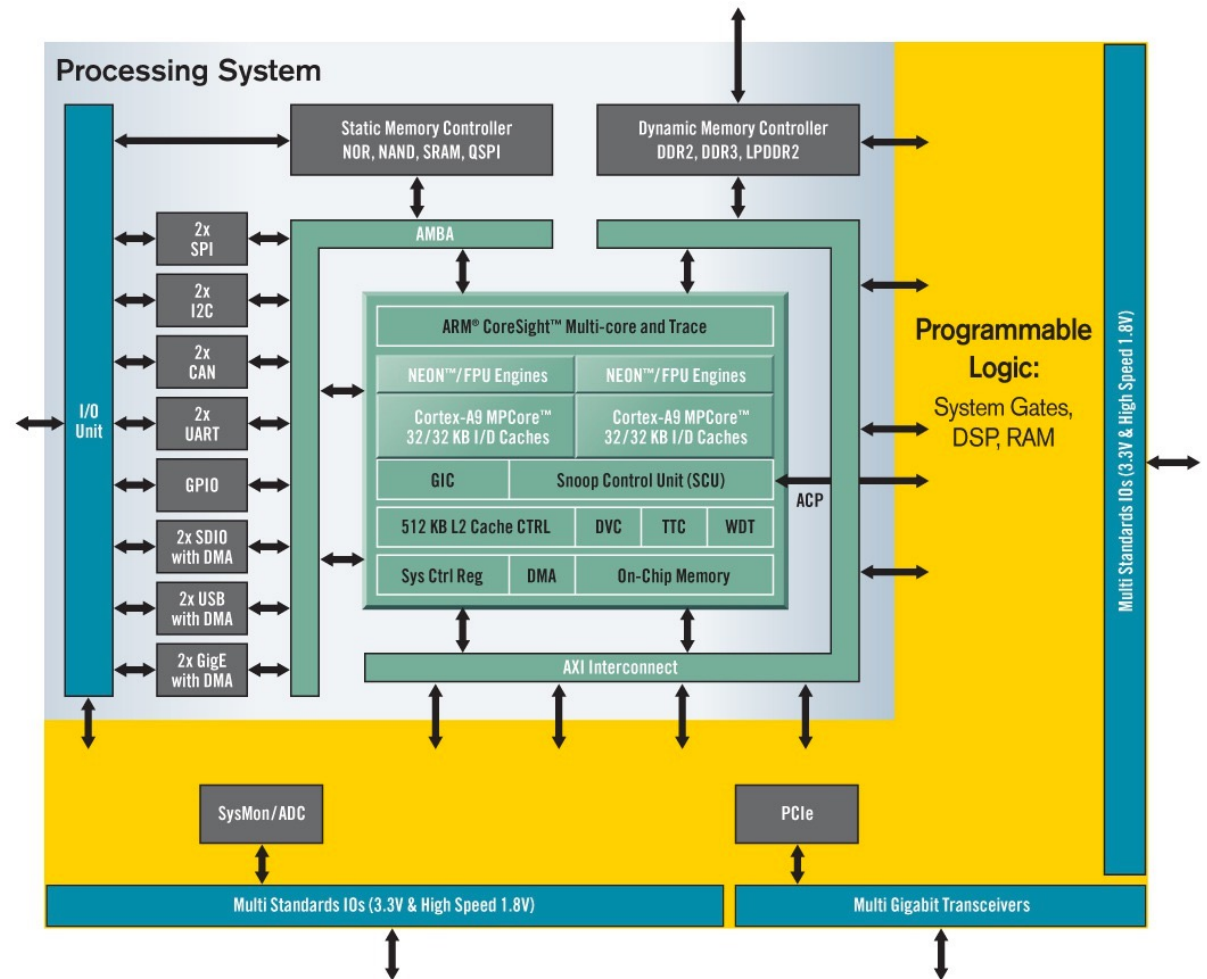 Processing System
Static Memory Controller
NOR, NAND, SRAM, QSPI
Dynamic Memory Controller
DDR2, DDR3, LPDDR2
AMBA
2x
SPI
2x
I2C
2x
CAN
2x
UART
GPIO
2x SDIO
with DMA
2x USB
with DMA
2x GigE
with DMA
I/O
Unit
ARM® CoreSight™ Multi-core and Trace
NEON™/FPU Engines
NEON™/FPU Engines
Cortex-A9 MPCore™
32/32 KB I/D Caches
Cortex-A9 MPCore™
32/32 KB I/D Caches
GIC
Snoop Control Unit (SCU)
512 KB L2 Cache CTRL
DVC
TTC
WDT
Sys Ctrl Reg
DMA
On-Chip Memory
ACP
AXI Interconnect
Programmable
Logic:
System Gates,
DSP, RAM
Multi Standards IOs (3.3V & High Speed 1.8V)
SysMon/ADC
PCIe
Multi Standards IOs (3.3V & High Speed 1.8V)
Multi Gigabit Transceivers